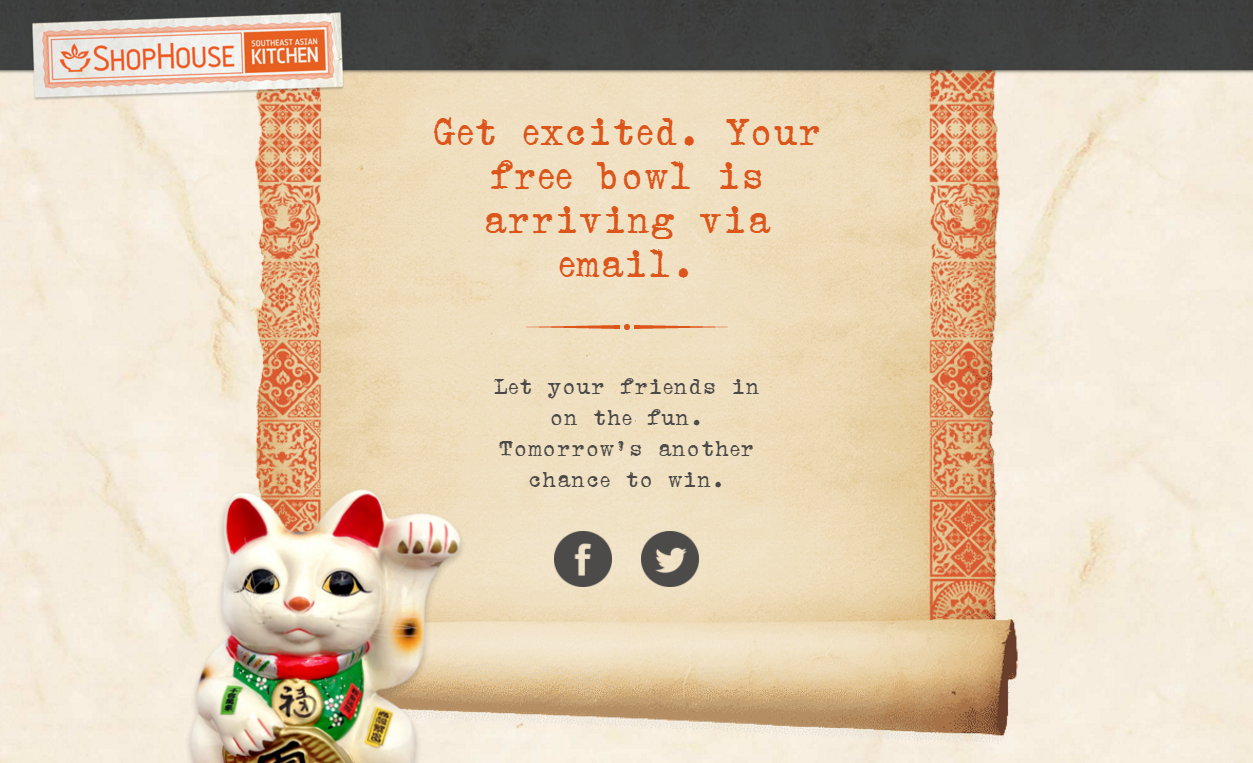 SHOPHOUSE
SOUTHEAST ASIAN
KITCHEN
Get excited. Your
free bowl is
arriving via
email.
Let your friends in
on the fun.
Tomorrow's another
chance to win.
福